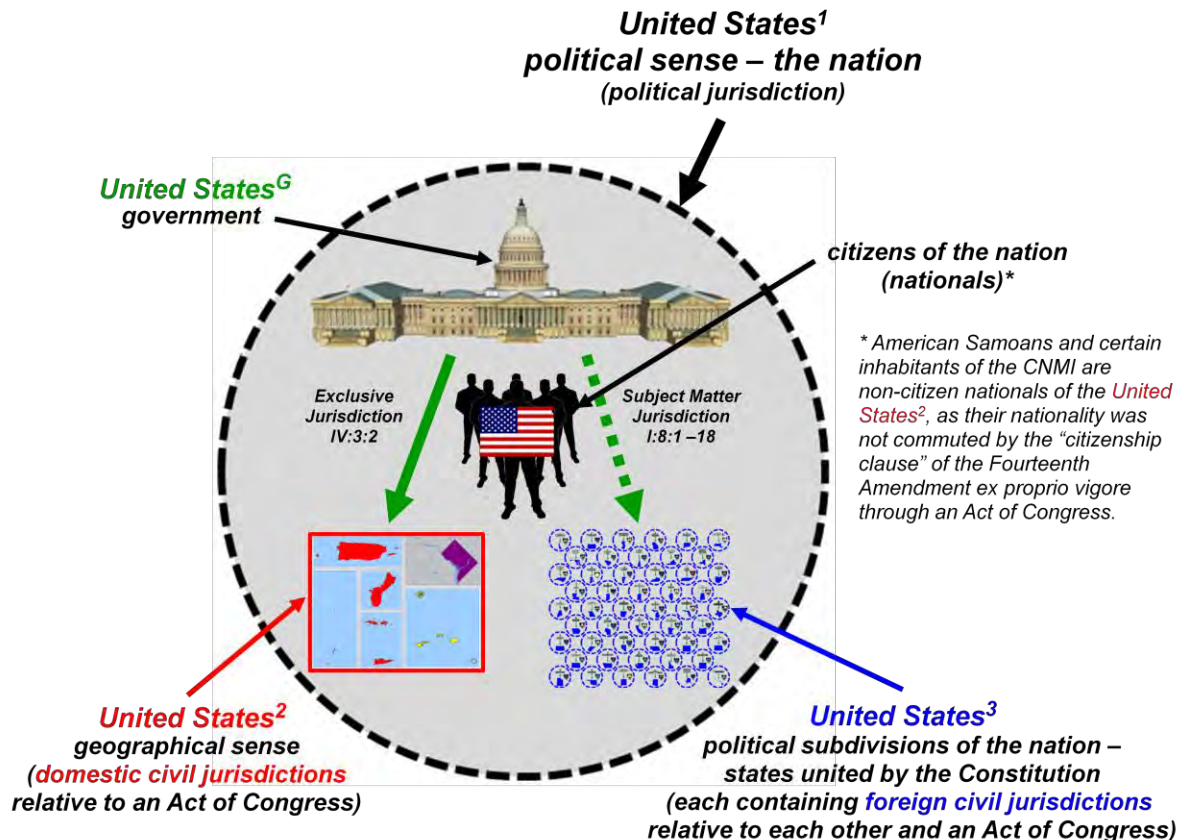 United States¹
political sense – the nation
(political jurisdiction)
United Statesᴳ
government
citizens of the nation
(nationals)*
* American Samoans and certain
inhabitants of the CNMI are
non-citizen nationals of the United
States², as their nationality was
not commuted by the “citizenship
clause” of the Fourteenth
Amendment ex proprio vigore
through an Act of Congress.
Exclusive
Jurisdiction
IV:3:2
Subject Matter
Jurisdiction
I:8:1 –18
United States²
geographical sense
(domestic civil jurisdictions
relative to an Act of Congress)
United States³
political subdivisions of the nation –
states united by the Constitution
(each containing foreign civil jurisdictions
relative to each other and an Act of Congress)